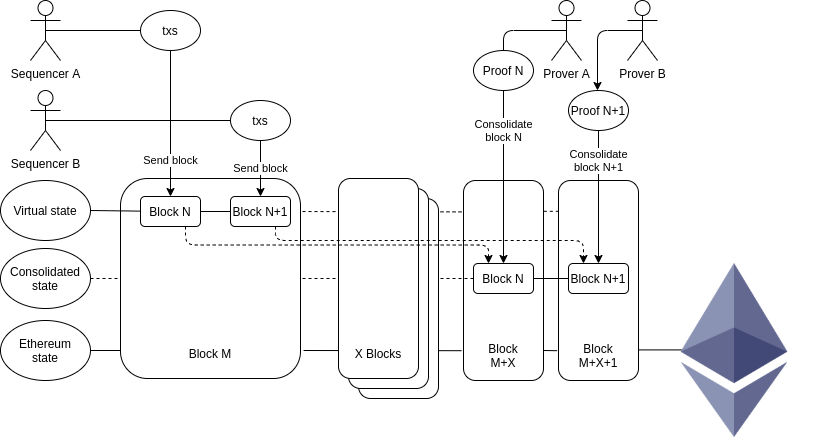 txs
Sequencer A
txs
Sequencer B
Proof N
Prover A
Prover B
Proof N+1
Consolidate
block N
Consolidate
block N+1
Send block
Send block
Virtual state
Block N
Block N+1
Consolidated
state
Block N
Block N+1
Ethereum
state
Block M
X Blocks
Block
M+X
Block
M+X+1